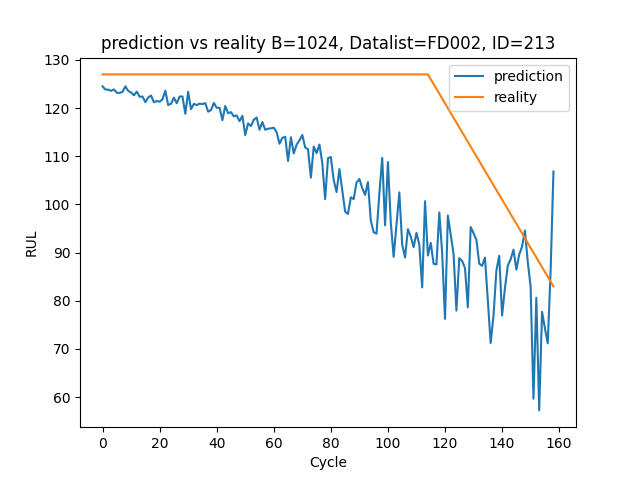 prediction vs reality B=1024, Datalist=FD002, ID=213
prediction
reality
RUL
130
120
110
100
90
80
70
60
0 20 40 60 80 100 120 140 160
Cycle